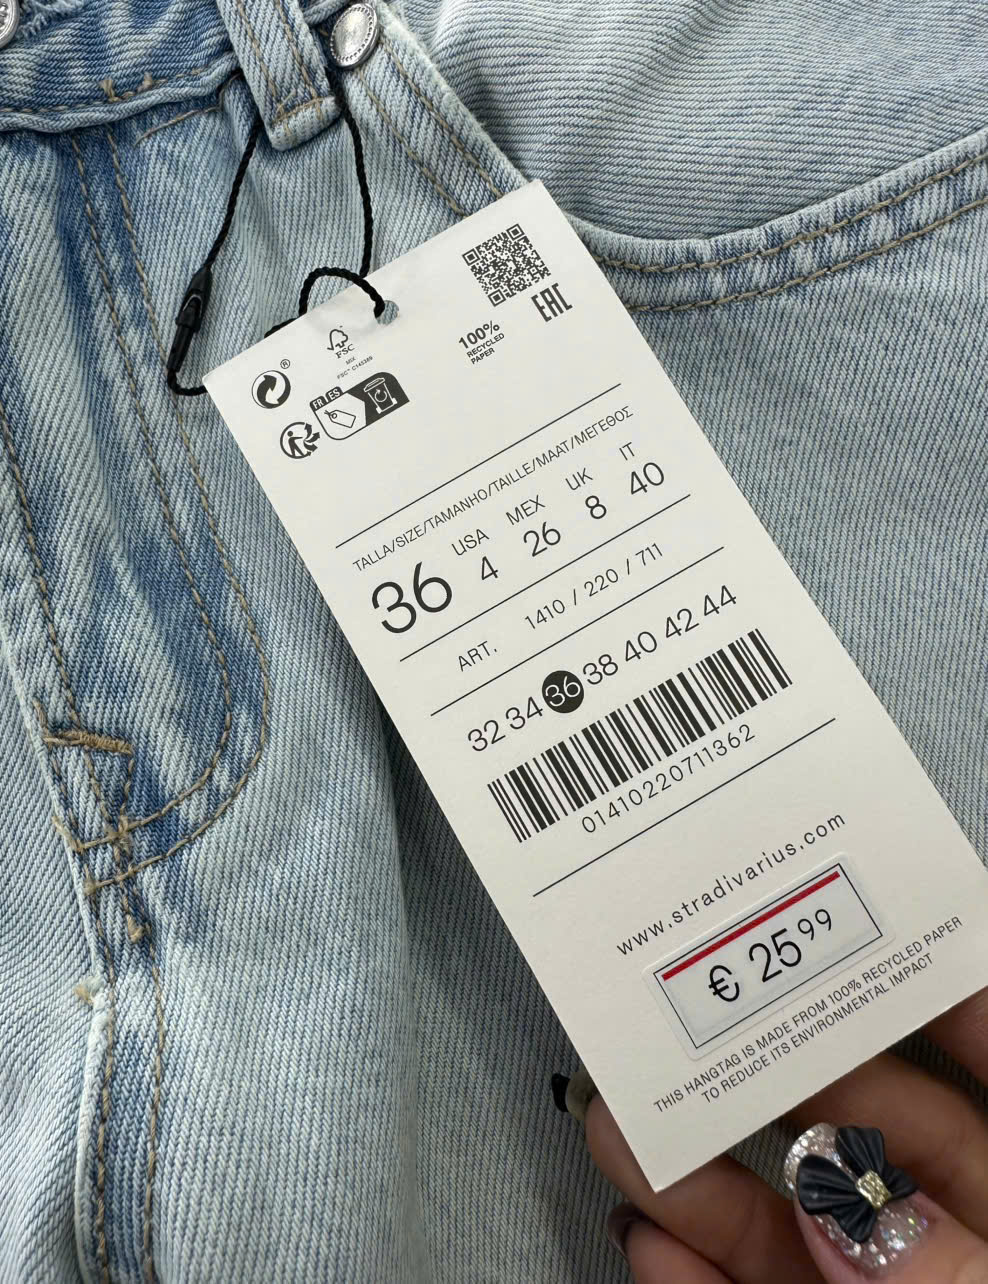 EAC
100%
RECYCLED
PAPER
®
FSC
MIX
FSC™ C143389
FR ES
TALLA/SIZE/TAMANHO/TAILLE/MAAT/ΜΕΓΕΘΟΣ
36 USA MEX UK IT
4 26 8 40
ART. 1410 / 220 / 711
32 34 36 38 40 42 44
01410220711362
www.stradivarius.com
€ 25⁹⁹
THIS HANGTAG IS MADE FROM 100% RECYCLED PAPER
TO REDUCE ITS ENVIRONMENTAL IMPACT